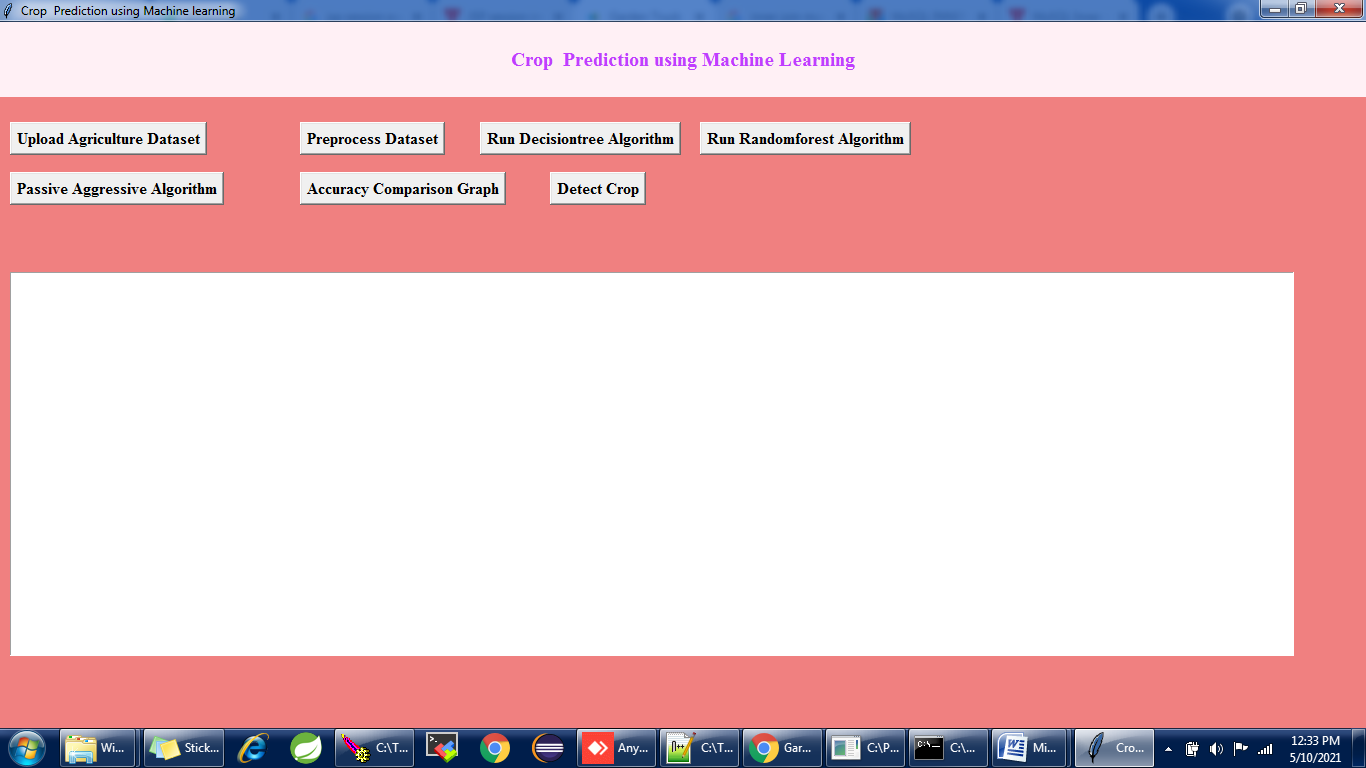 Crop  Prediction using Machine learning
Crop  Prediction using Machine Learning
Upload Agriculture Dataset
Preprocess Dataset
Run Decisiontree Algorithm
Run Randomforest Algorithm
Passive Aggressive Algorithm
Accuracy Comparison Graph
Detect Crop
Wi...
Stick...
C:\T...
Any...
C:\T...
Gar...
C:\P...
C:\...
Mi...
Cro...
12:33 PM
5/10/2021